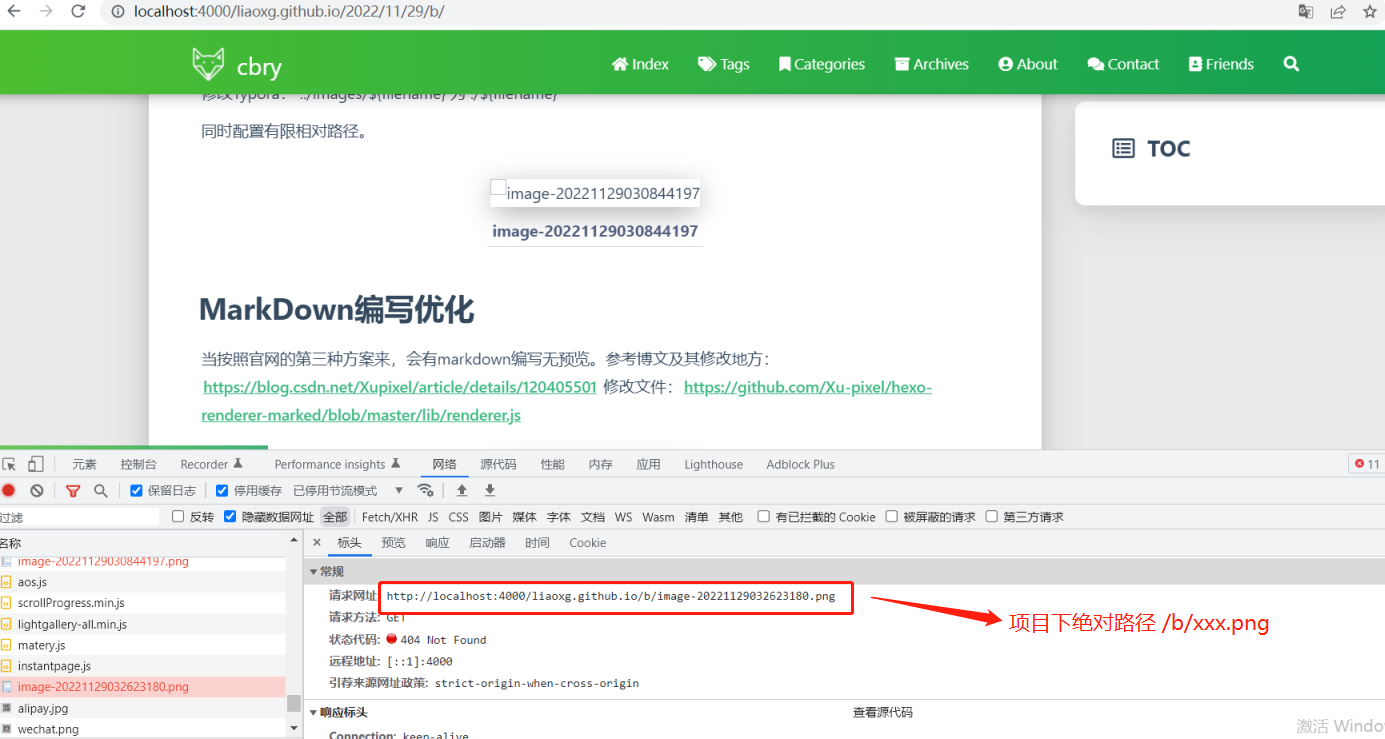 localhost:4000/liaoxg.github.io/2022/11/29/b/
cbry
Index Tags Categories Archives About Contact Friends
修改Typora： ../images/${filename} 为 ./${filename}
同时配置有限相对路径。
TOC
image-20221129030844197
image-20221129030844197
MarkDown编写优化
当按照官网的第三种方案来，会有markdown编写无预览。参考博文及其修改地方：
https://blog.csdn.net/Xupixel/article/details/120405501 修改文件： https://github.com/Xu-pixel/hexo-
renderer-marked/blob/master/lib/renderer.js
元素 控制台 Recorder Performance insights 网络 源代码 性能 内存 应用 Lighthouse Adblock Plus 11
保留日志 停用缓存 已停用节流模式
过滤 反转 隐藏数据网址 全部 Fetch/XHR JS CSS 图片 媒体 字体 文档 WS Wasm 清单 其他 有已拦截的 Cookie 被屏蔽的请求 第三方请求
名称
image-20221129030844197.png
aos.js
scrollProgress.min.js
lightgallery-all.min.js
matery.js
instantpage.js
image-20221129032623180.png
alipay.jpg
wechat.png
× 标头 预览 响应 启动器 时间 Cookie
常规
请求网址: http://localhost:4000/liaoxg.github.io/b/image-20221129032623180.png
请求方法: GET
状态代码: 404 Not Found
远程地址: [::1]:4000
引荐来源网址政策: strict-origin-when-cross-origin
响应标头 查看源代码
Connection: keep-alive
项目下绝对路径 /b/xxx.png
激活 Windo